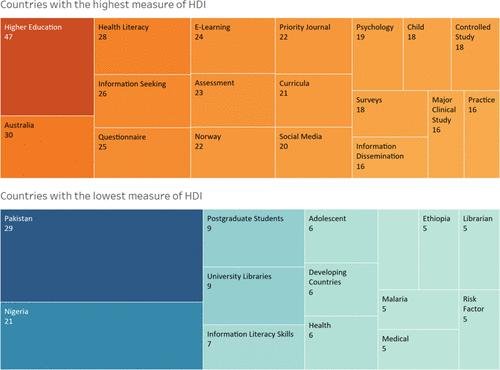 Countries with the highest measure of HDI
Higher Education
47
Australia
30
Health Literacy
28
Information Seeking
26
Questionnaire
25
E-Learning
24
Assessment
23
Norway
22
Priority Journal
22
Curricula
21
Social Media
20
Psychology
19
Child
18
Controlled
Study
18
Surveys
18
Information
Dissemination
16
Major
Clinical
Study
16
Practice
16
Countries with the lowest measure of HDI
Pakistan
29
Nigeria
21
Postgraduate Students
9
University Libraries
9
Information Literacy Skills
7
Adolescent
6
Developing
Countries
6
Health
6
Ethiopia
5
Librarian
5
Malaria
5
Medical
5
Risk
Factor
5